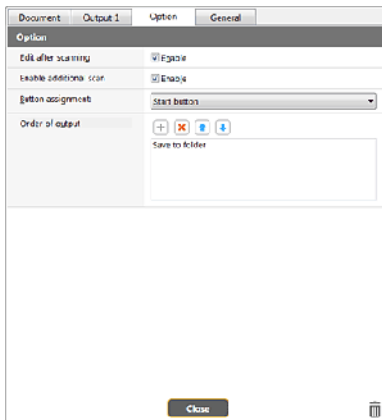 Document Output 1 Option General
Option
Edit after scanning Enable
Enable additional scan Enable
Button assignment: Start button
Order of output
Save to folder
Close